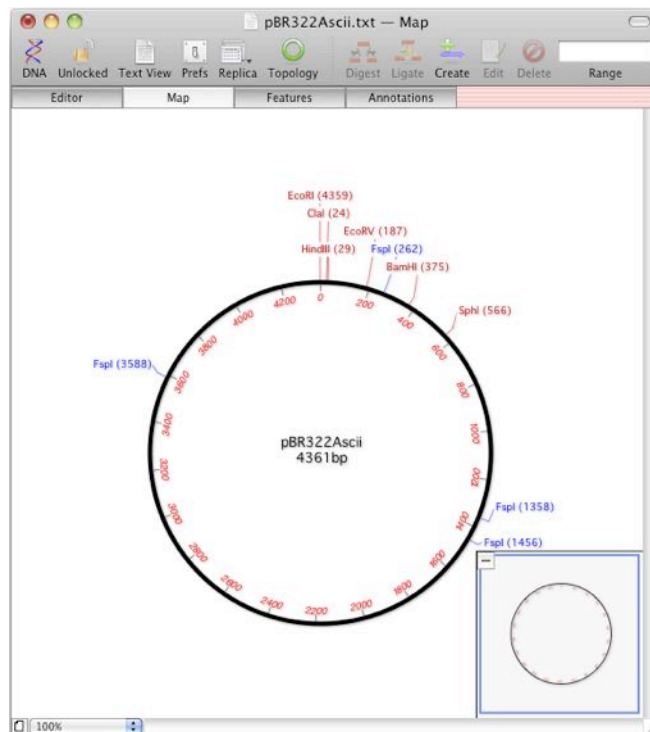 pBR322Ascii.txt — Map
DNA Unlocked Text View Prefs Replica Topology Digest Ligate Create Edit Delete Range
Editor Map Features Annotations
EcoRI (4359)
ClaI (24)
EcoRV (187)
HindIII (29) FspI (262)
BamHI (375)
SphI (566)
FspI (3588)
0
200
400
600
800
1000
1200
1400
1600
1800
2000
2200
2400
2600
2800
3000
3200
3400
3600
3800
4000
4200
pBR322Ascii
4361bp
FspI (1358)
FspI (1456)
100%